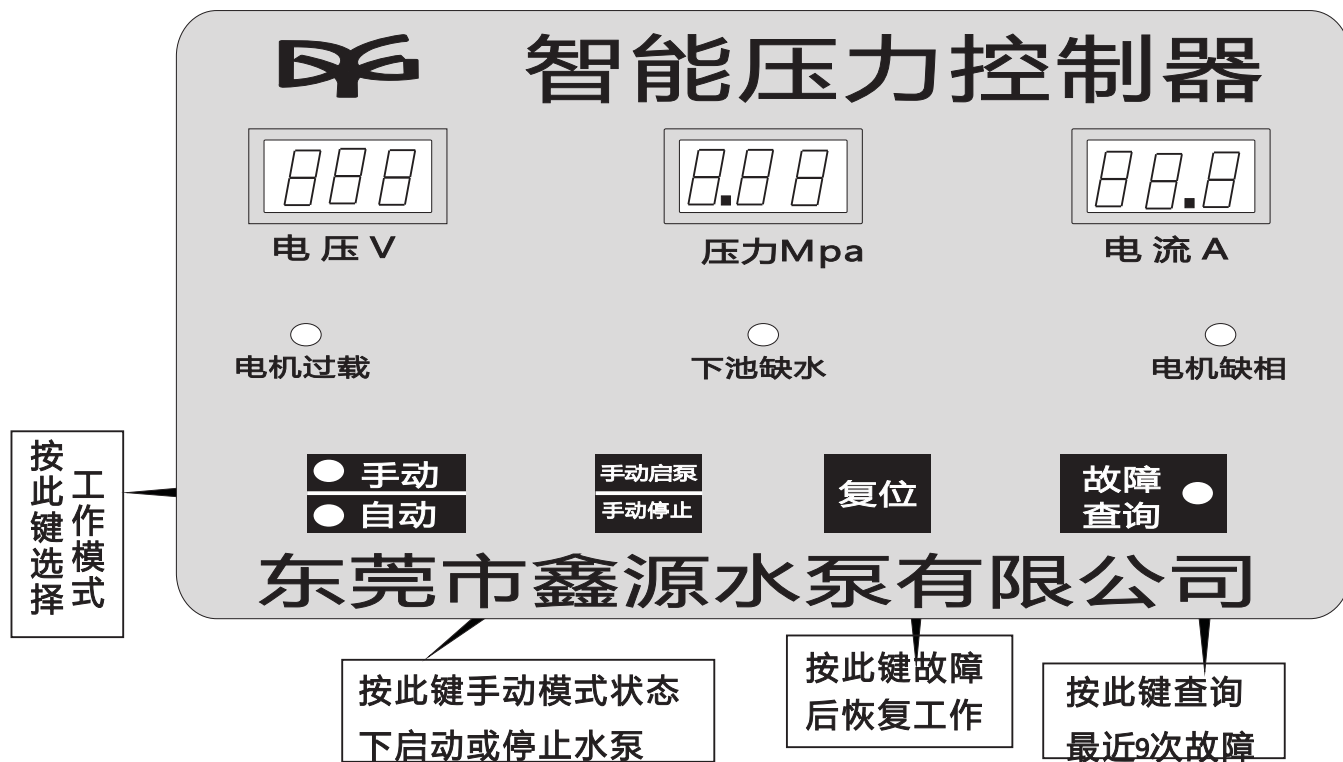 智能压力控制器
电压V
压力Mpa
电流A
电机过载
下池缺水
电机缺相
手动
自动
手动启泵
手动停止
复位
故障
查询
东莞市鑫源水泵有限公司
按此键选择
工作模式
按此键手动模式状态
下启动或停止水泵
按此键故障
后恢复工作
按此键查询
最近9次故障